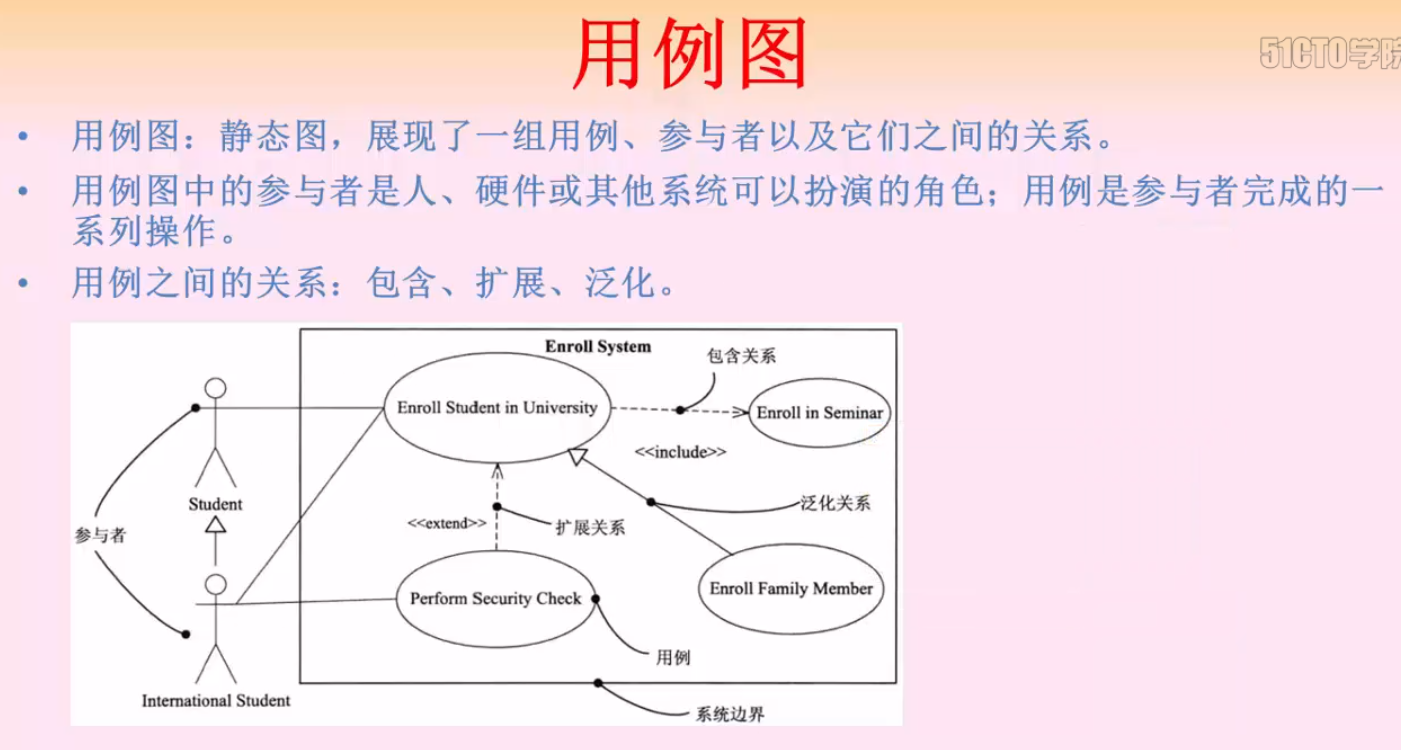 用例图
51CTO学院
• 用例图：静态图，展现了一组用例、参与者以及它们之间的关系。
• 用例图中的参与者是人、硬件或其他系统可以扮演的角色；用例是参与者完成的一
系列操作。
• 用例之间的关系：包含、扩展、泛化。
Enroll System
包含关系
Enroll Student in University
Enroll in Seminar
<<include>>
Student
泛化关系
<<extend>>
扩展关系
参与者
Enroll Family Member
Perform Security Check
用例
International Student
系统边界